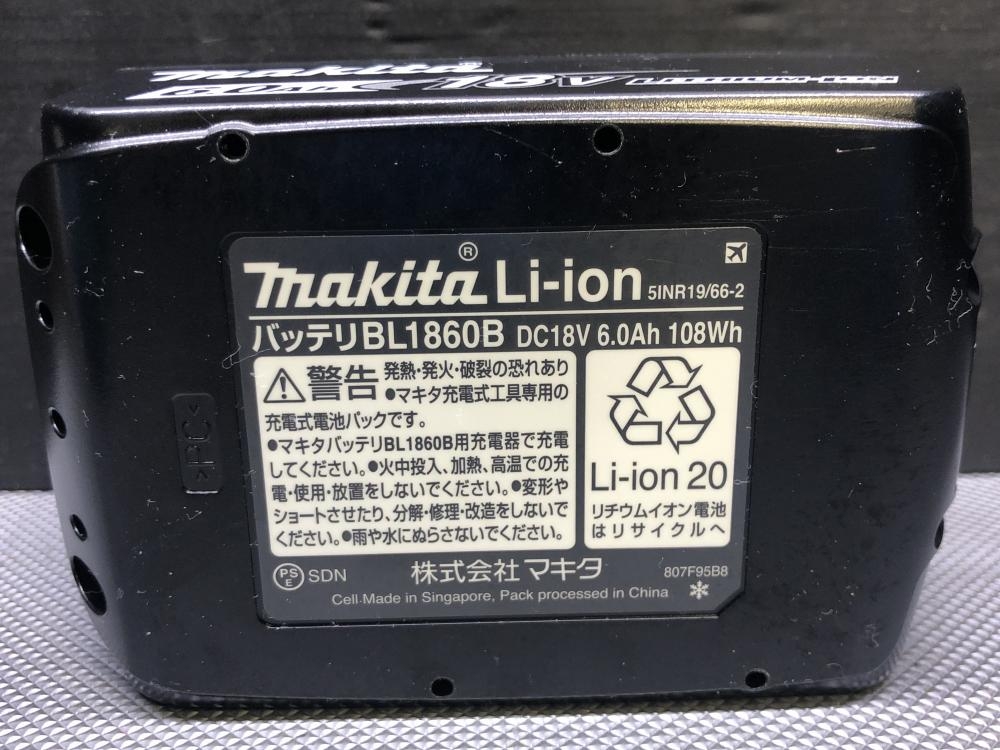 makita
6.0Ah 18V LITHIUM-ION
makita® Li-ion 5INR19/66-2
バッテリBL1860B DC18V 6.0Ah 108Wh
警告 発熱・発火・破裂の恐れあり
●マキタ充電式工具専用の
充電式電池パックです。
●マキタバッテリBL1860B用充電器で充電
してください。●火中投入、加熱、高温での充
電・使用・放置をしないでください。●変形や
ショートさせたり、分解・修理・改造をしないで
ください。●雨や水にぬらさないでください。
Li-ion 20
リチウムイオン電池
はリサイクルへ
PS
E
SDN
株式会社マキタ
807F95B8
Cell Made in Singapore, Pack processed in China
>PC<